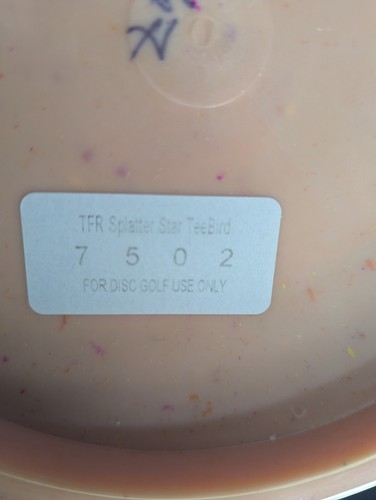 TFR Splatter Star TeeBird
7 5 0 2
FOR DISC GOLF USE ONLY